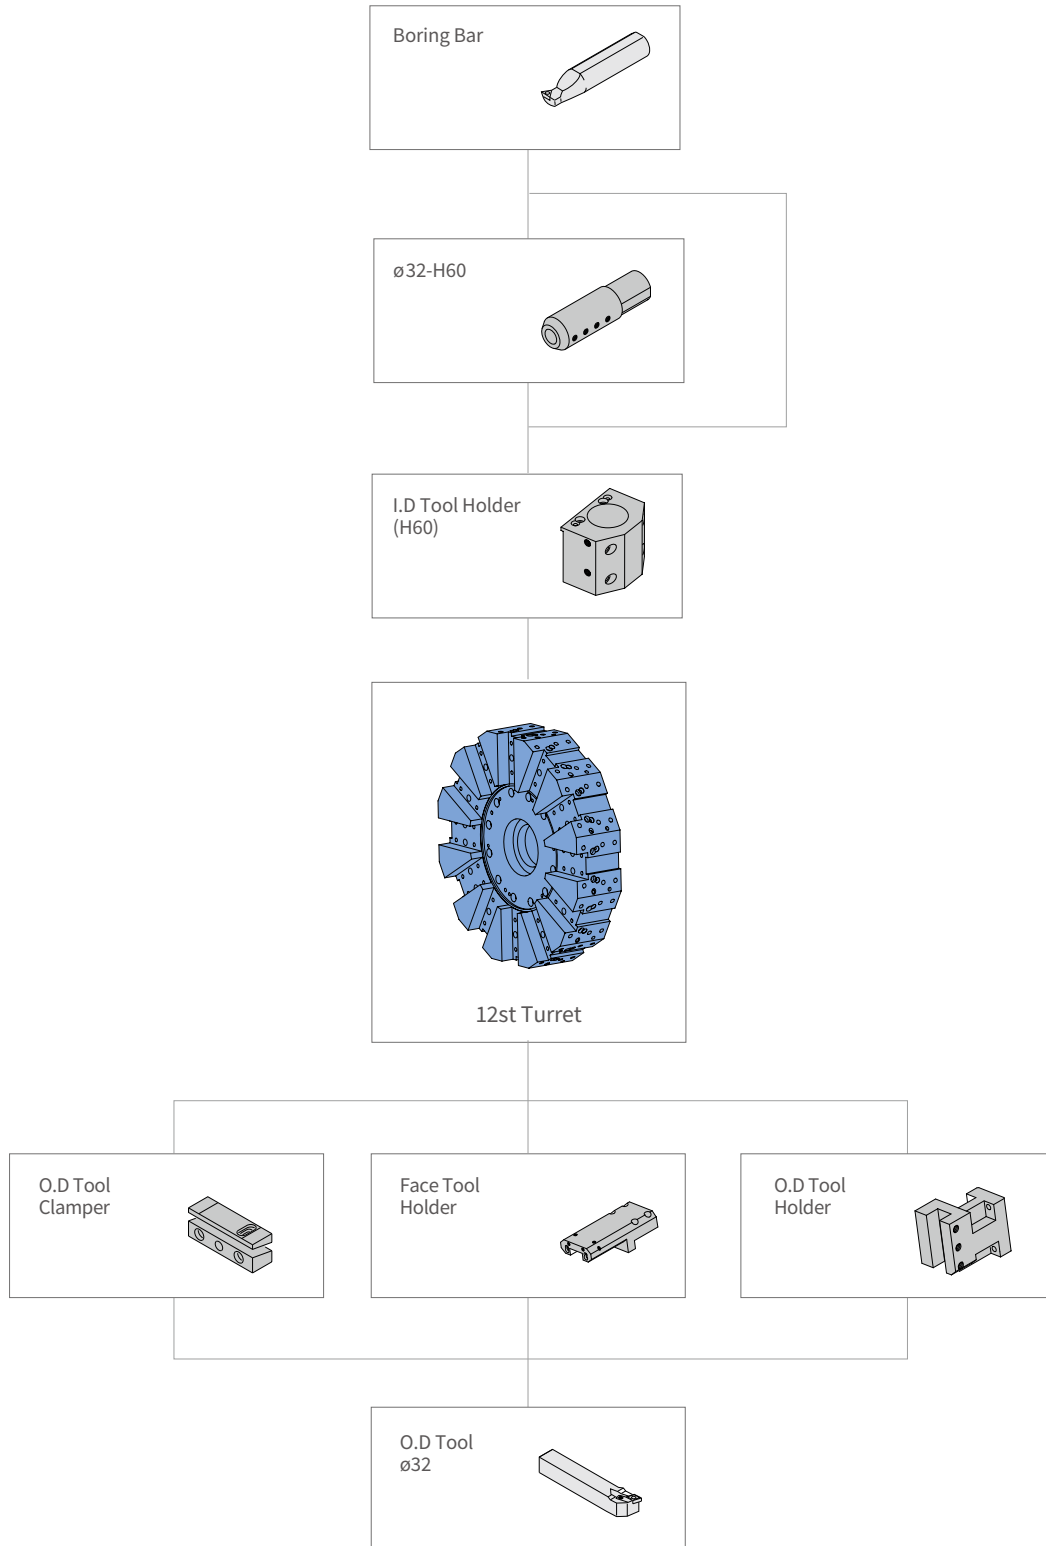 Boring Bar
ø32-H60
I.D Tool Holder
(H60)
12st Turret
O.D Tool
Clamper
Face Tool
Holder
O.D Tool
Holder
O.D Tool
ø32